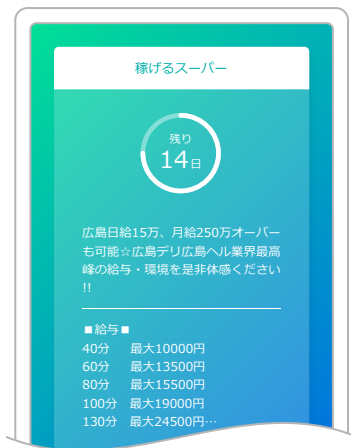 稼げるスーパー
残り
14日
広島日給15万、月給250万オーバー
も可能☆広島デリ広島ヘル業界最高
峰の給与・環境を是非体感ください
!!
■給与■
40分 最大10000円
60分 最大13500円
80分 最大15500円
100分 最大19000円
130分 最大24500円…